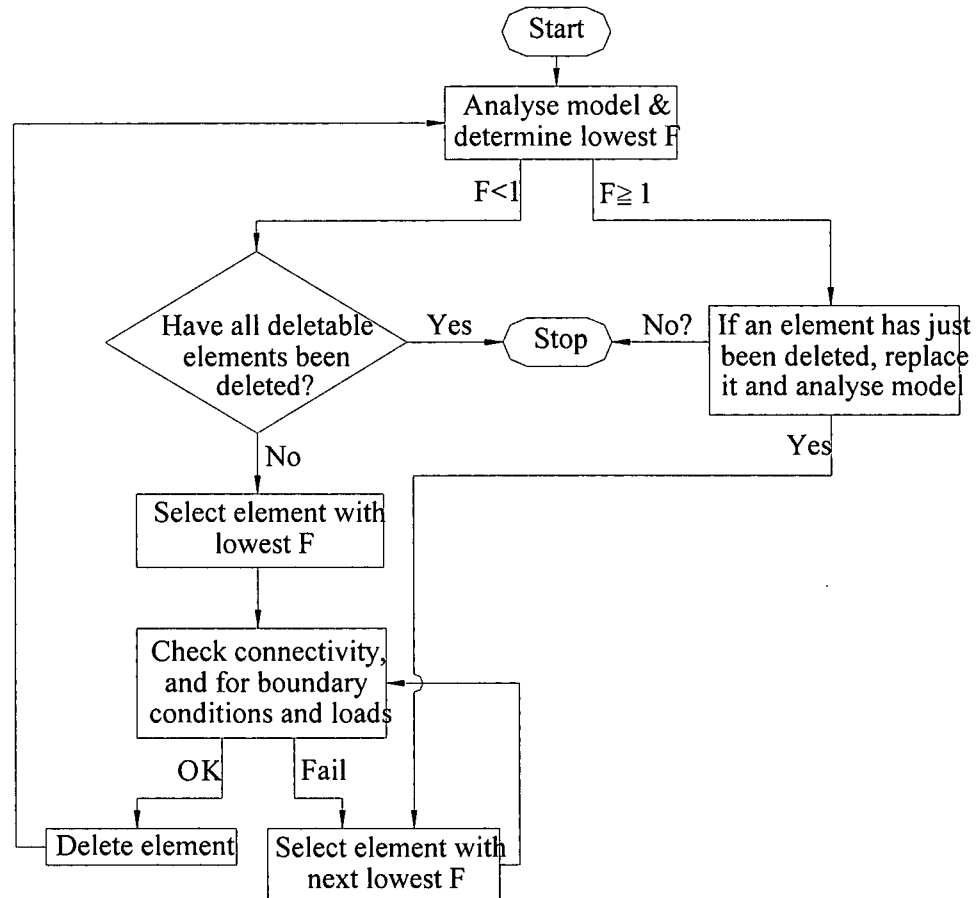 Start
Analyse model &
determine lowest F
F<1
F≧ 1
Have all deletable
elements been
deleted?
Yes
Stop
No?
If an element has just
been deleted, replace
it and analyse model
No
Yes
Select element with
lowest F
Check connectivity,
and for boundary
conditions and loads
OK
Fail
Delete element
Select element with
next lowest F